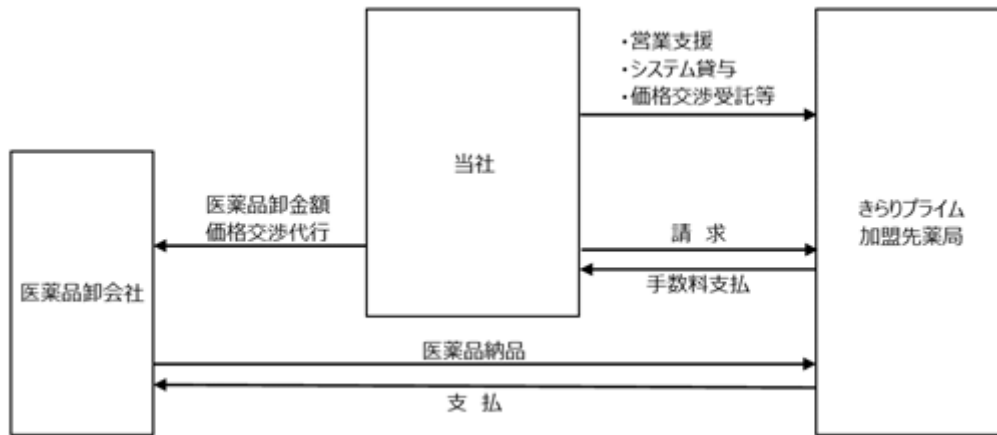 ・営業支援
・システム貸与
・価格交渉受託等
当社
医薬品卸金額
価格交渉代行
きらりプライム
加盟先薬局
請 求
手数料支払
医薬品卸会社
医薬品納品
支 払